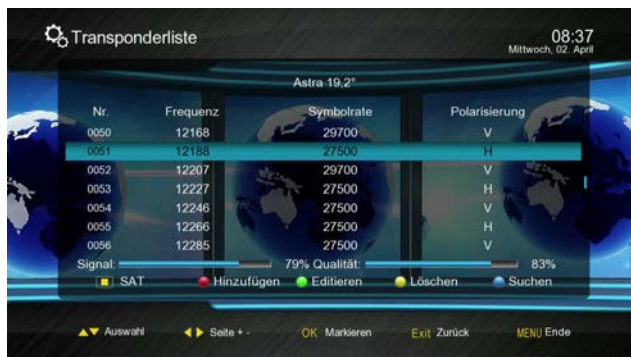 Transponderliste
08:37
Mittwoch, 02. April
Astra 19,2°
Nr. Frequenz Symbolrate Polarisierung
0050 12168 29700 V
0051 12188 27500 H
0052 12207 29700 V
0053 12227 27500 H
0054 12246 27500 V
0055 12266 27500 H
0056 12285 27500 V
Signal: 79% Qualität: 83%
SAT Hinzufügen Editieren Löschen Suchen
Auswahl Seite + - OK Markieren Exit Zurück MENU Ende